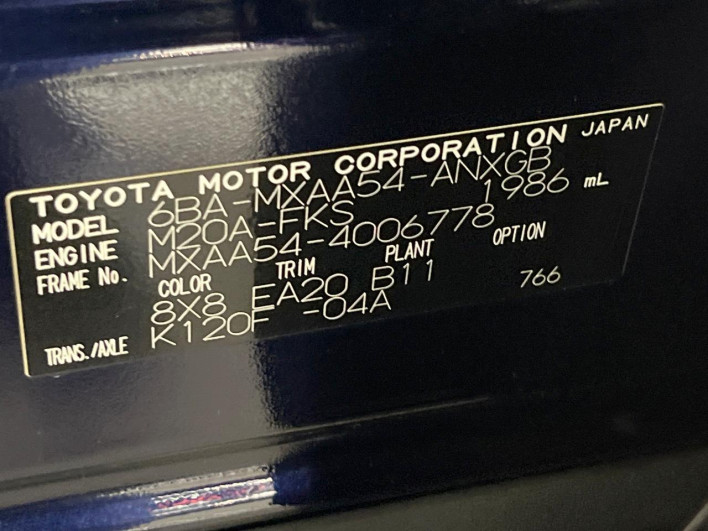 TOYOTA MOTOR CORPORATION JAPAN
MODEL 6BA-MXAA54-ANXGB
ENGINE M20A-FKS 1986 mL
FRAME No. MXAA54-4006778
COLOR TRIM PLANT OPTION
8X8 EA20 B11 766
TRANS./AXLE K120F -04A